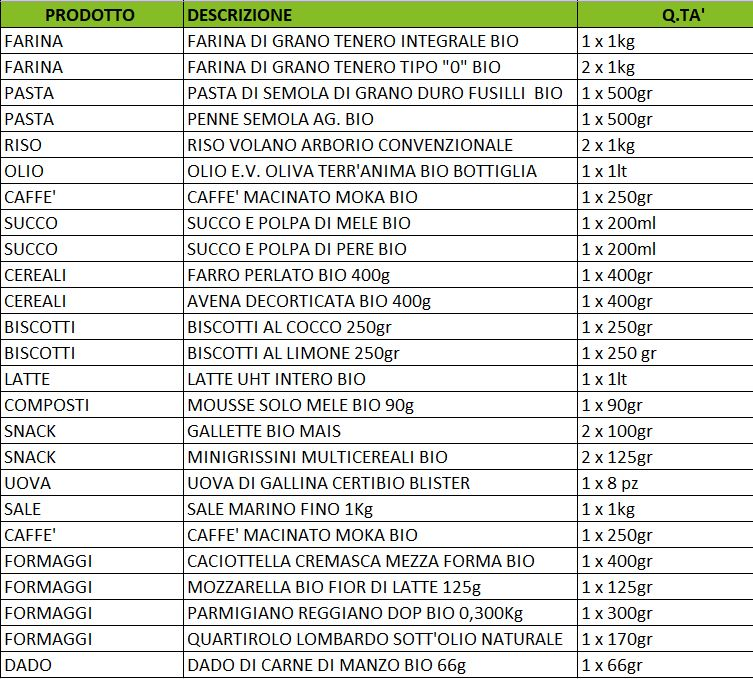 PRODOTTO DESCRIZIONE Q.TA'
FARINA FARINA DI GRANO TENERO INTEGRALE BIO 1 x 1kg
FARINA FARINA DI GRANO TENERO TIPO "0" BIO 2 x 1kg
PASTA PASTA DI SEMOLA DI GRANO DURO FUSILLI BIO 1 x 500gr
PASTA PENNE SEMOLA AG. BIO 1 x 500gr
RISO RISO VOLANO ARBORIO CONVENZIONALE 2 x 1kg
OLIO OLIO E.V. OLIVA TERR'ANIMA BIO BOTTIGLIA 1 x 1lt
CAFFE' CAFFE' MACINATO MOKA BIO 1 x 250gr
SUCCO SUCCO E POLPA DI MELE BIO 1 x 200ml
SUCCO SUCCO E POLPA DI PERE BIO 1 x 200ml
CEREALI FARRO PERLATO BIO 400g 1 x 400gr
CEREALI AVENA DECORTICATA BIO 400g 1 x 400gr
BISCOTTI BISCOTTI AL COCCO 250gr 1 x 250gr
BISCOTTI BISCOTTI AL LIMONE 250gr 1 x 250 gr
LATTE LATTE UHT INTERO BIO 1 x 1lt
COMPOSTI MOUSSE SOLO MELE BIO 90g 1 x 90gr
SNACK GALLETTE BIO MAIS 2 x 100gr
SNACK MINIGRISSINI MULTICEREALI BIO 2 x 125gr
UOVA UOVA DI GALLINA CERTIBIO BLISTER 1 x 8 pz
SALE SALE MARINO FINO 1Kg 1 x 1kg
CAFFE' CAFFE' MACINATO MOKA BIO 1 x 250gr
FORMAGGI CACIOTTELLA CREMASCA MEZZA FORMA BIO 1 x 400gr
FORMAGGI MOZZARELLA BIO FIOR DI LATTE 125g 1 x 125gr
FORMAGGI PARMIGIANO REGGIANO DOP BIO 0,300Kg 1 x 300gr
FORMAGGI QUARTIROLO LOMBARDO SOTT'OLIO NATURALE 1 x 170gr
DADO DADO DI CARNE DI MANZO BIO 66g 1 x 66gr